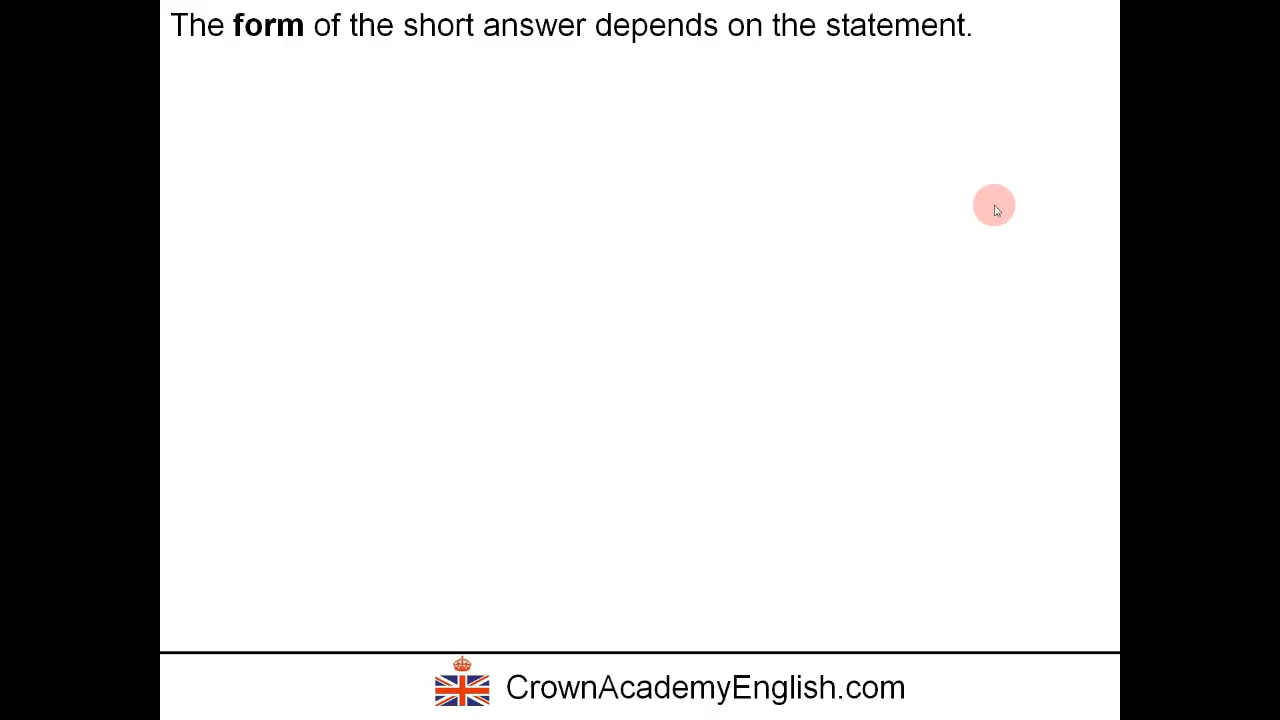 The form of the short answer depends on the statement.
CrownAcademyEnglish.com